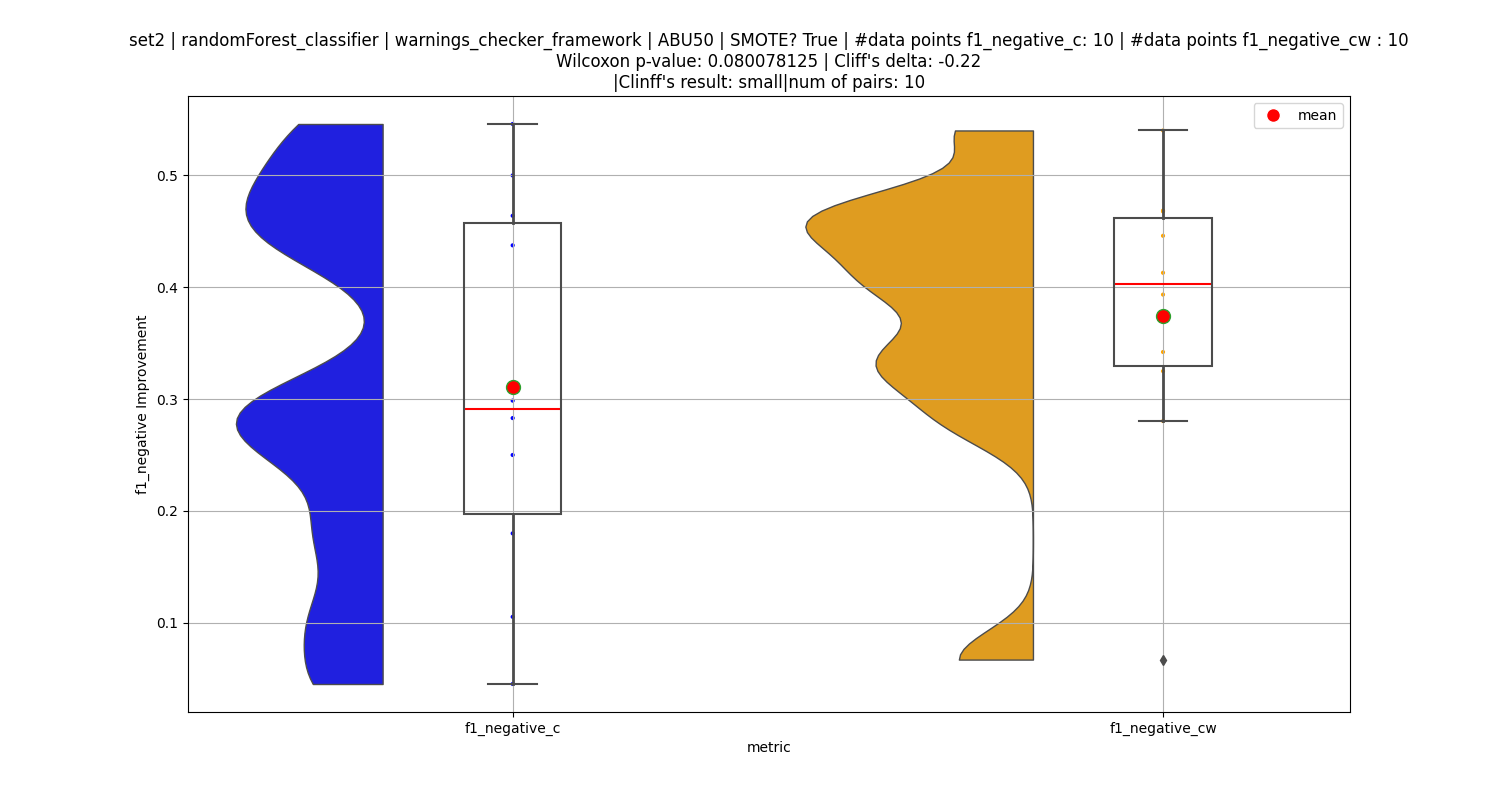 set2 | randomForest_classifier | warnings_checker_framework | ABU50 | SMOTE? True | #data points f1_negative_c: 10 | #data points f1_negative_cw : 10
Wilcoxon p-value: 0.080078125 | Cliff's delta: -0.22
|Clinff's result: small|num of pairs: 10
mean
0.5
0.4
0.3
0.2
0.1
f1_negative Improvement
f1_negative_c
f1_negative_cw
metric